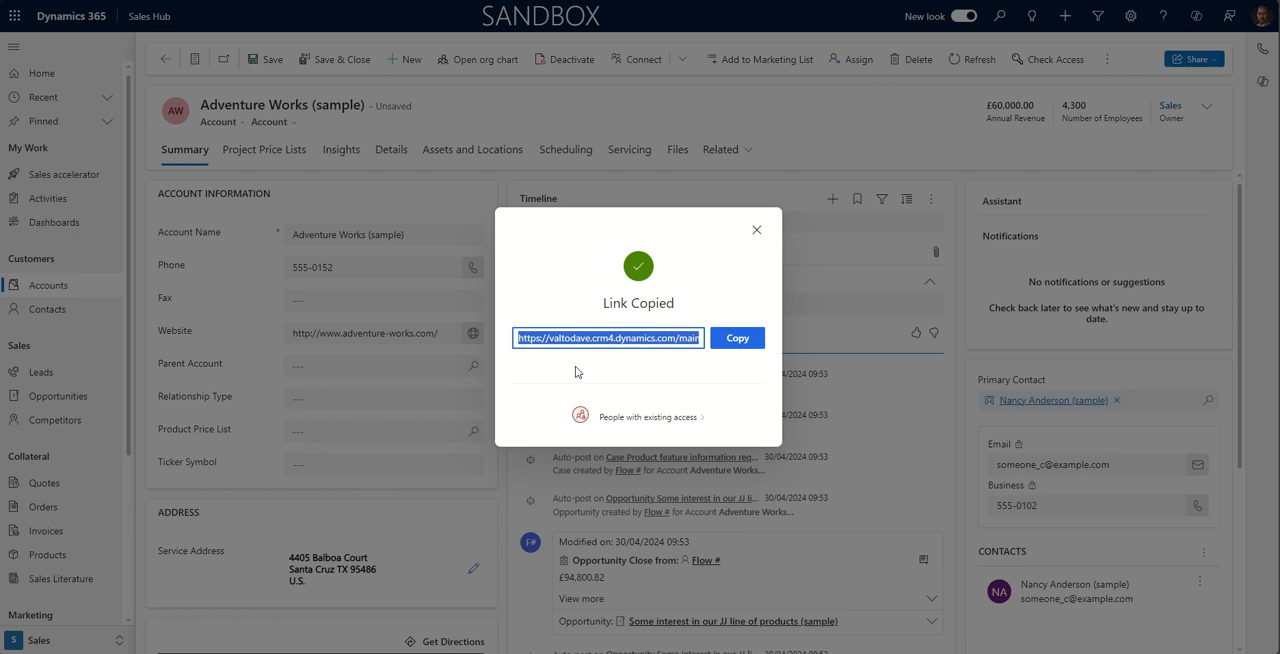 Dynamics 365
Sales Hub
SANDBOX
New look
Save
Save & Close
New
Open org chart
Deactivate
Connect
Add to Marketing List
Assign
Delete
Refresh
Check Access
Share
Home
Recent
Pinned
My Work
Sales accelerator
Activities
Dashboards
Customers
Accounts
Contacts
Sales
Leads
Opportunities
Competitors
Collateral
Quotes
Orders
Invoices
Products
Sales Literature
Marketing
S Sales
AW
Adventure Works (sample) - Unsaved
Account · Account
£60,000.00
Annual Revenue
4,300
Number of Employees
Sales
Owner
Summary
Project Price Lists
Insights
Details
Assets and Locations
Scheduling
Servicing
Files
Related
ACCOUNT INFORMATION
Account Name * Adventure Works (sample)
Phone 555-0152
Fax ---
Website http://www.adventure-works.com/
Parent Account ---
Relationship Type ---
Product Price List ---
Ticker Symbol ---
ADDRESS
Service Address
4405 Balboa Court
Santa Cruz TX 95486
U.S.
Get Directions
Timeline
Link Copied
https://valtodave.crm4.dynamics.com/main
Copy
People with existing access
4/2024 09:53
4/2024 09:53
Auto-post on Case Product feature information req... 30/04/2024 09:53
Case created by Flow # for Account Adventure Works...
Auto-post on Opportunity Some interest in our JJ li... 30/04/2024 09:53
Opportunity created by Flow # for Account Adventure Works...
F#
Modified on: 30/04/2024 09:53
Opportunity Close from: Flow #
£94,800.82
View more
Opportunity: Some interest in our JJ line of products (sample)
Assistant
Notifications
No notifications or suggestions
Check back later to see what's new and stay up to
date.
Primary Contact
Nancy Anderson (sample)
Email
someone_c@example.com
Business
555-0102
CONTACTS
NA
Nancy Anderson (sample)
someone_c@example.com